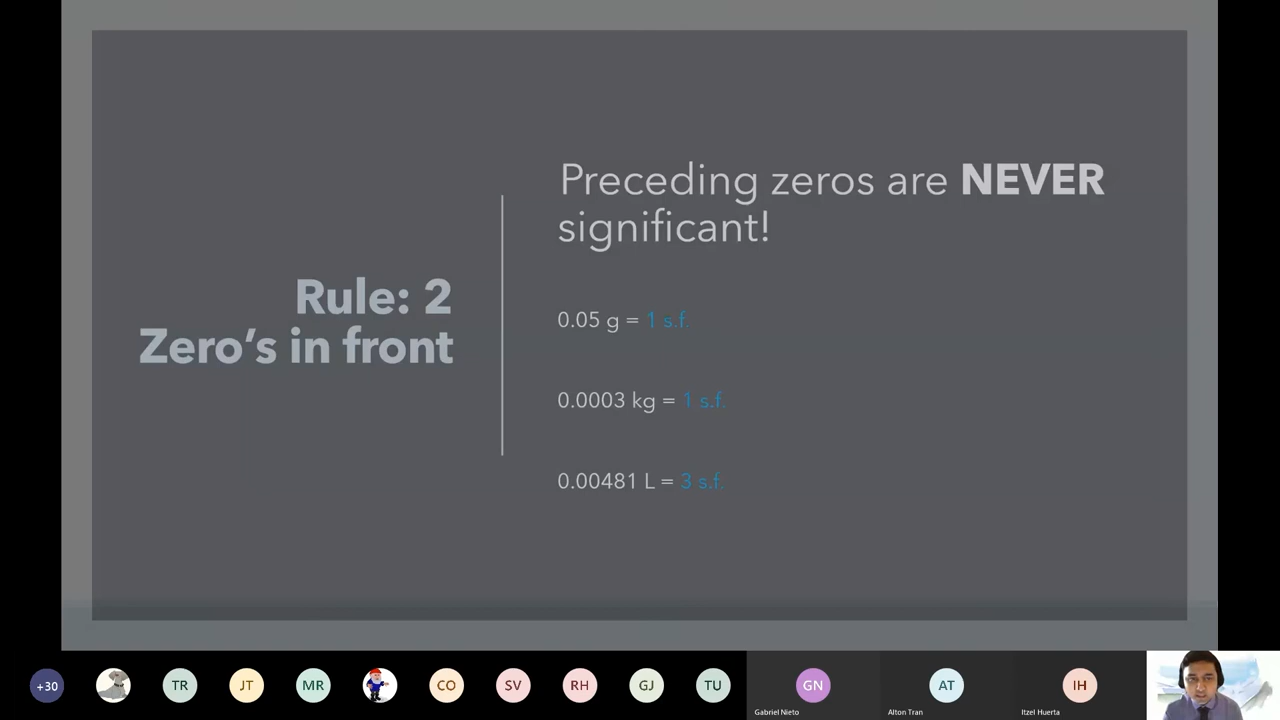 Preceding zeros are NEVER
significant!
Rule: 2
Zero's in front
0.05 g = 1 s.f.
0.0003 kg = 1 s.f.
0.00481 L = 3 s.f.
+30
TR
JT
MR
CO
SV
RH
GJ
TU
GN
Gabriel Nieto
AT
Alton Tran
IH
Itzel Huerta